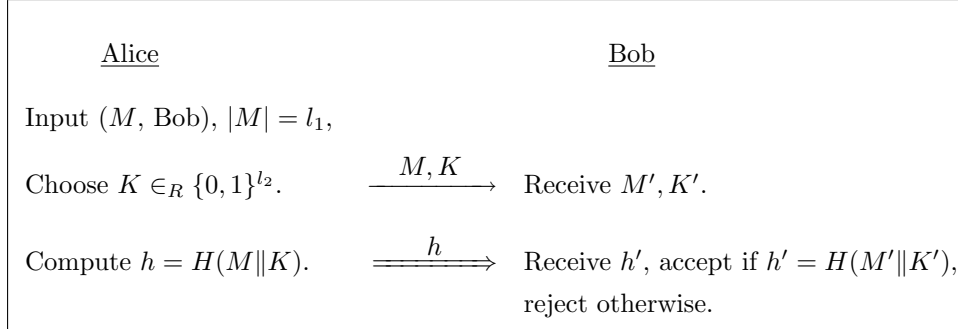 Alice Bob
Input (M, Bob), |M| = l₁,
Choose K ∈_R {0, 1}^{l₂}. M, K Receive M′, K′.
Compute h = H(M‖K). h Receive h′, accept if h′ = H(M′‖K′),
reject otherwise.